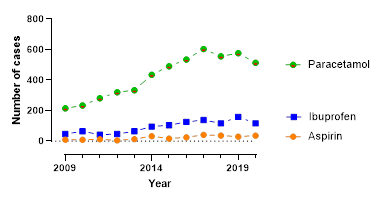 800
600
400
200
0
Number of cases
2009
2014
2019
Year
Paracetamol
Ibuprofen
Aspirin